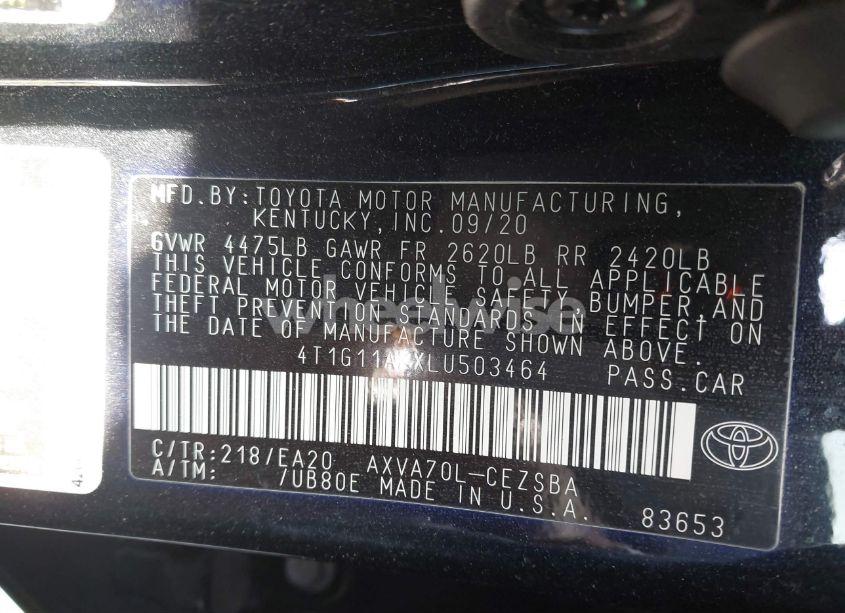 MFD.BY:TOYOTA MOTOR MANUFACTURING,
KENTUCKY,INC.09/20
GVWR 4475LB GAWR FR 2620LB RR 2420LB
THIS VEHICLE CONFORMS TO ALL APPLICABLE
FEDERAL MOTOR VEHICLE SAFETY,BUMPER,AND
THEFT PREVENTION STANDARDS IN EFFECT ON
THE DATE OF MANUFACTURE SHOWN ABOVE.
PASS.CAR
C/TR:218/EA20 AXVA70L-CEZSBA
A/TM: 7UB80E MADE IN U.S.A. 83653
wheelwise